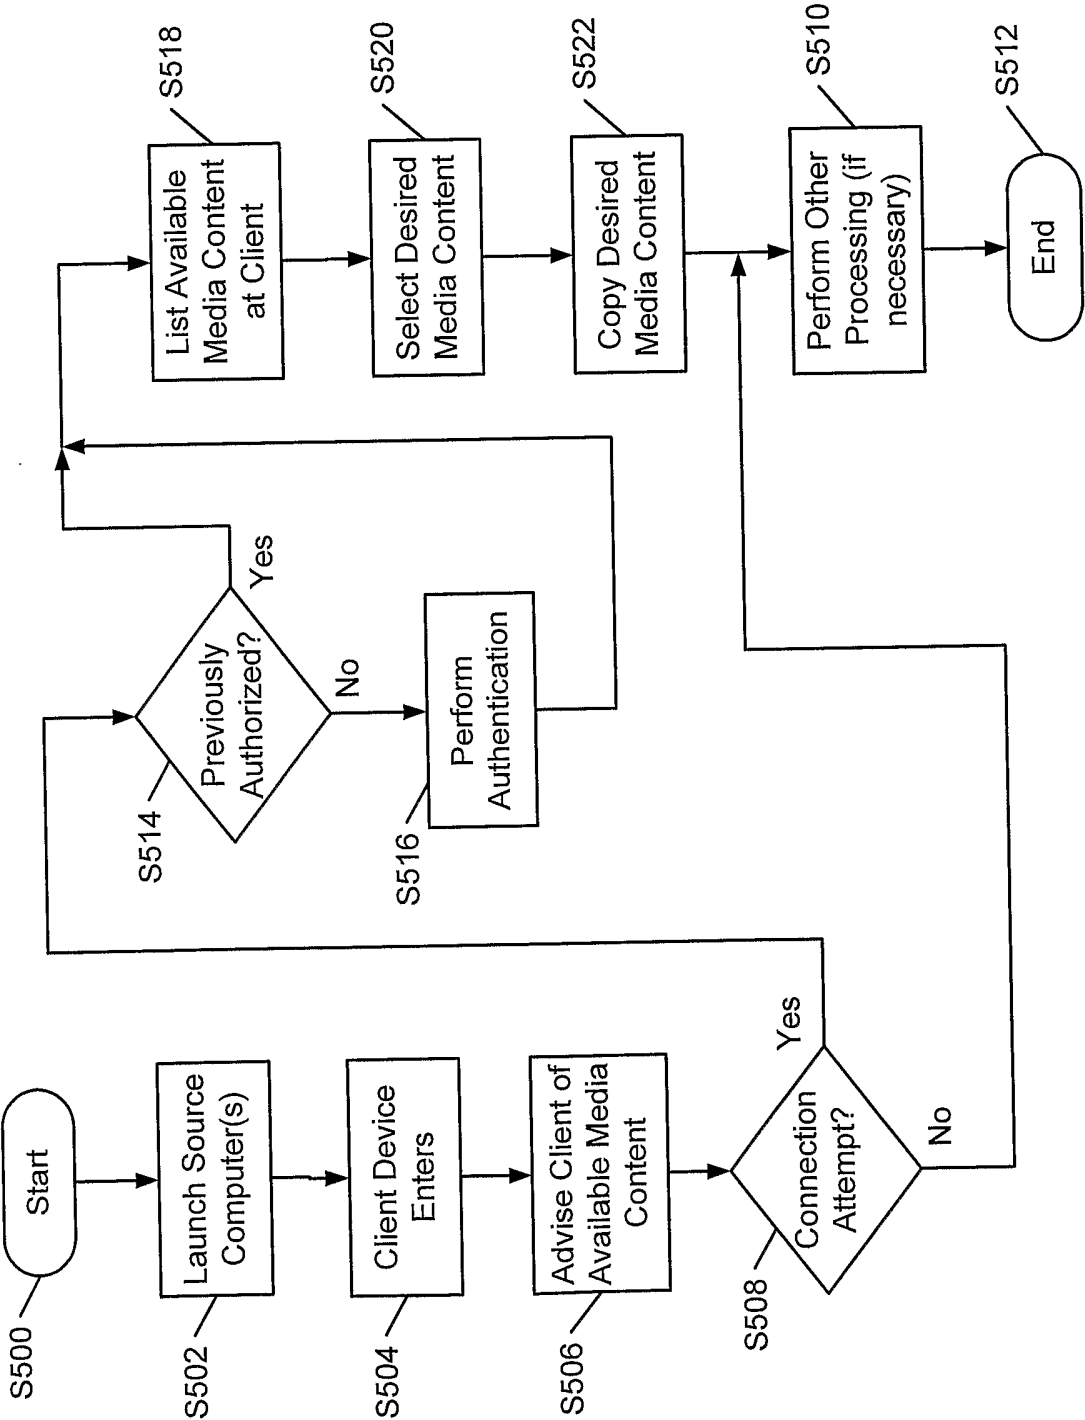 S500
Start
S502
Launch Source
Computer(s)
S504
Client Device
Enters
S506
Advise Client of
Available Media
Content
S508
Connection
Attempt?
Yes
No
S514
Previously
Authorized?
Yes
No
S516
Perform
Authentication
S518
List Available
Media Content
at Client
S520
Select Desired
Media Content
S522
Copy Desired
Media Content
S510
Perform Other
Processing (if
necessary)
S512
End